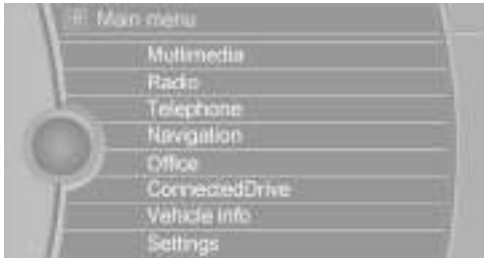 Main menu
Multimedia
Radio
Telephone
Navigation
Office
ConnectedDrive
Vehicle info
Settings